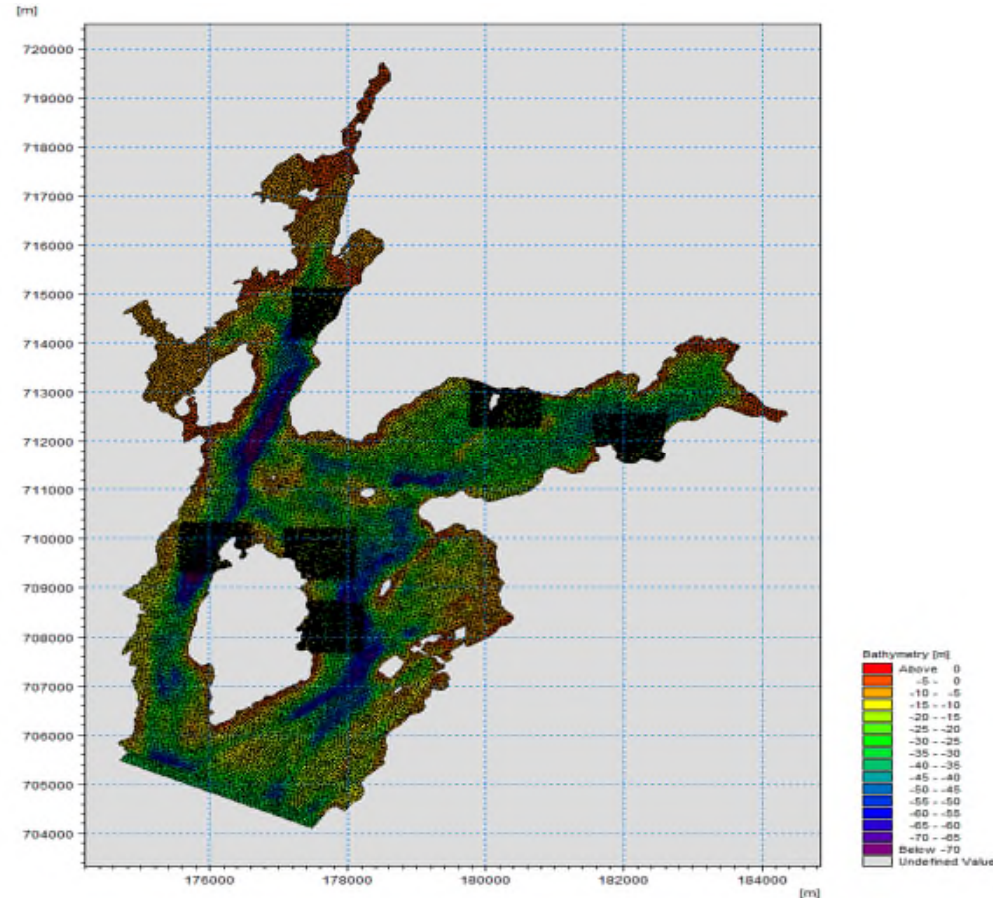 [m]
720000
719000
718000
717000
716000
715000
714000
713000
712000
711000
710000
709000
708000
707000
706000
705000
704000
176000 178000 180000 182000 184000
[m]
Bathymetry [m]
Above 0
-5 - 0
-10 - -5
-15 - -10
-20 - -15
-25 - -20
-30 - -25
-35 - -30
-40 - -35
-45 - -40
-50 - -45
-55 - -50
-60 - -55
-65 - -60
-70 - -65
Below -70
Undefined Value